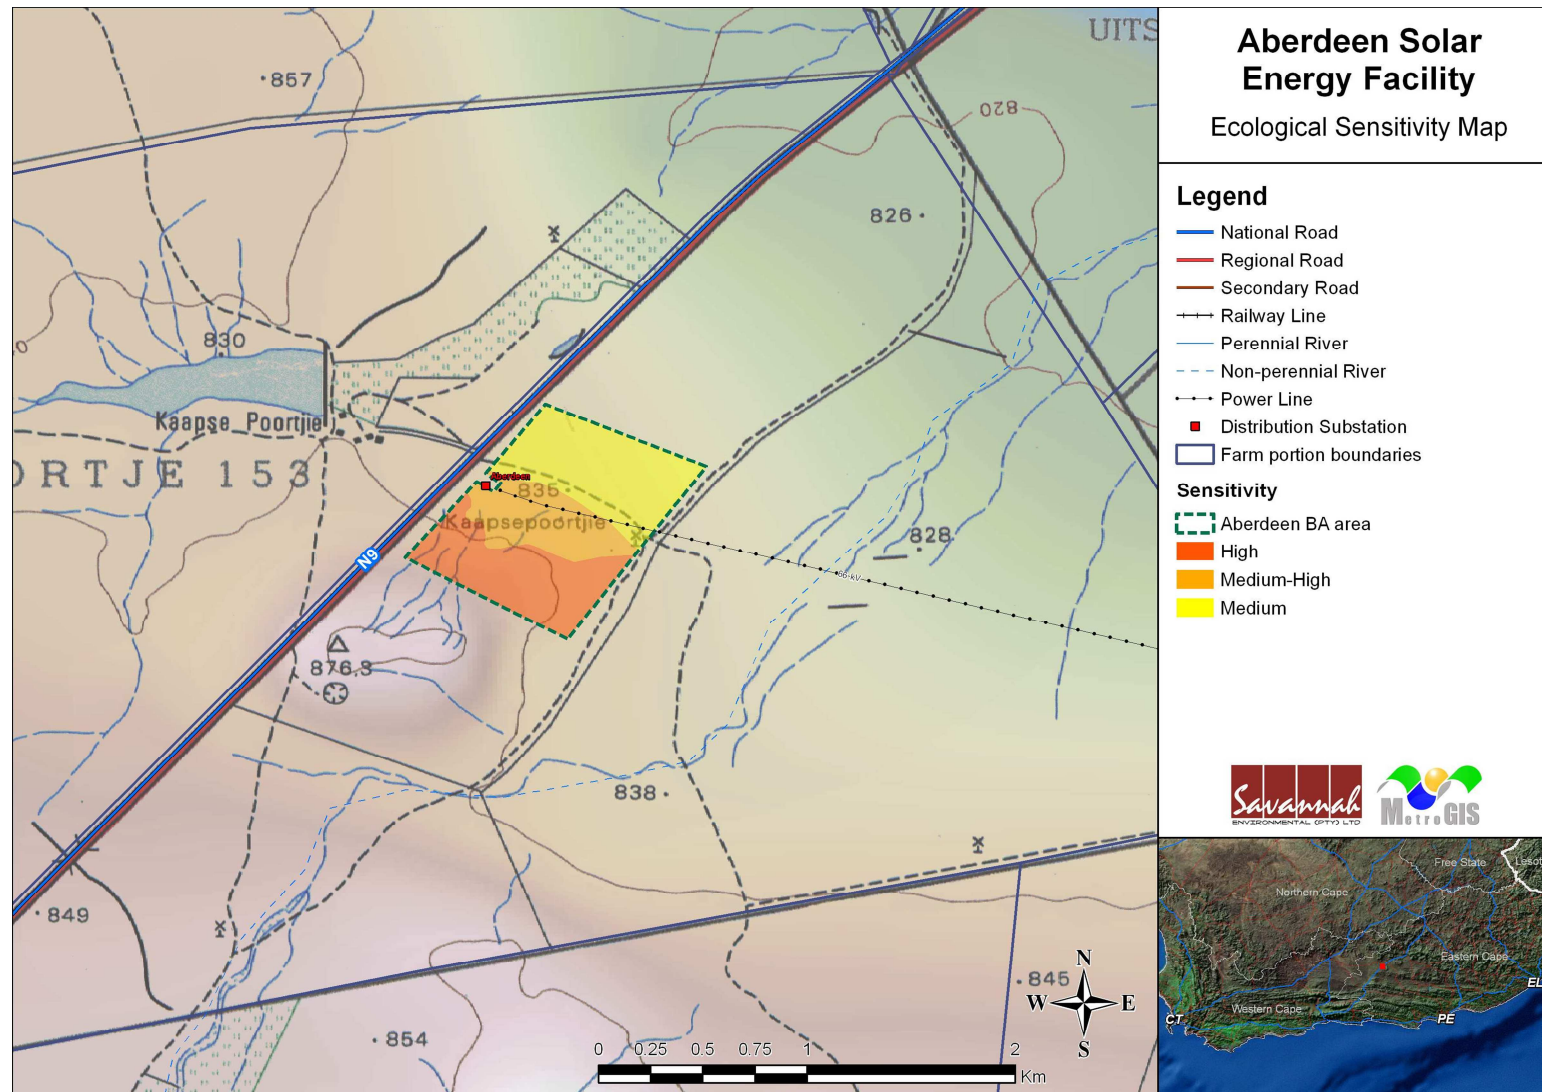 Aberdeen Solar
Energy Facility
Ecological Sensitivity Map
Legend
National Road
Regional Road
Secondary Road
Railway Line
Perennial River
Non-perennial River
Power Line
Distribution Substation
Farm portion boundaries
Sensitivity
Aberdeen BA area
High
Medium-High
Medium
Savannah
ENVIRONMENTAL (PTY) LTD
MetroGIS
Free State
Northern Cape
Eastern Cape
Western Cape
CT
PE
EL
UITS
857
820
826
830
Kaapse Poortjie
ORTJE 153
Aberdeen
835
Kaapsepoortjie
N9
828
66 kV
876,3
838
849
845
854
N
W E
S
0 0.25 0.5 0.75 1 2
Km